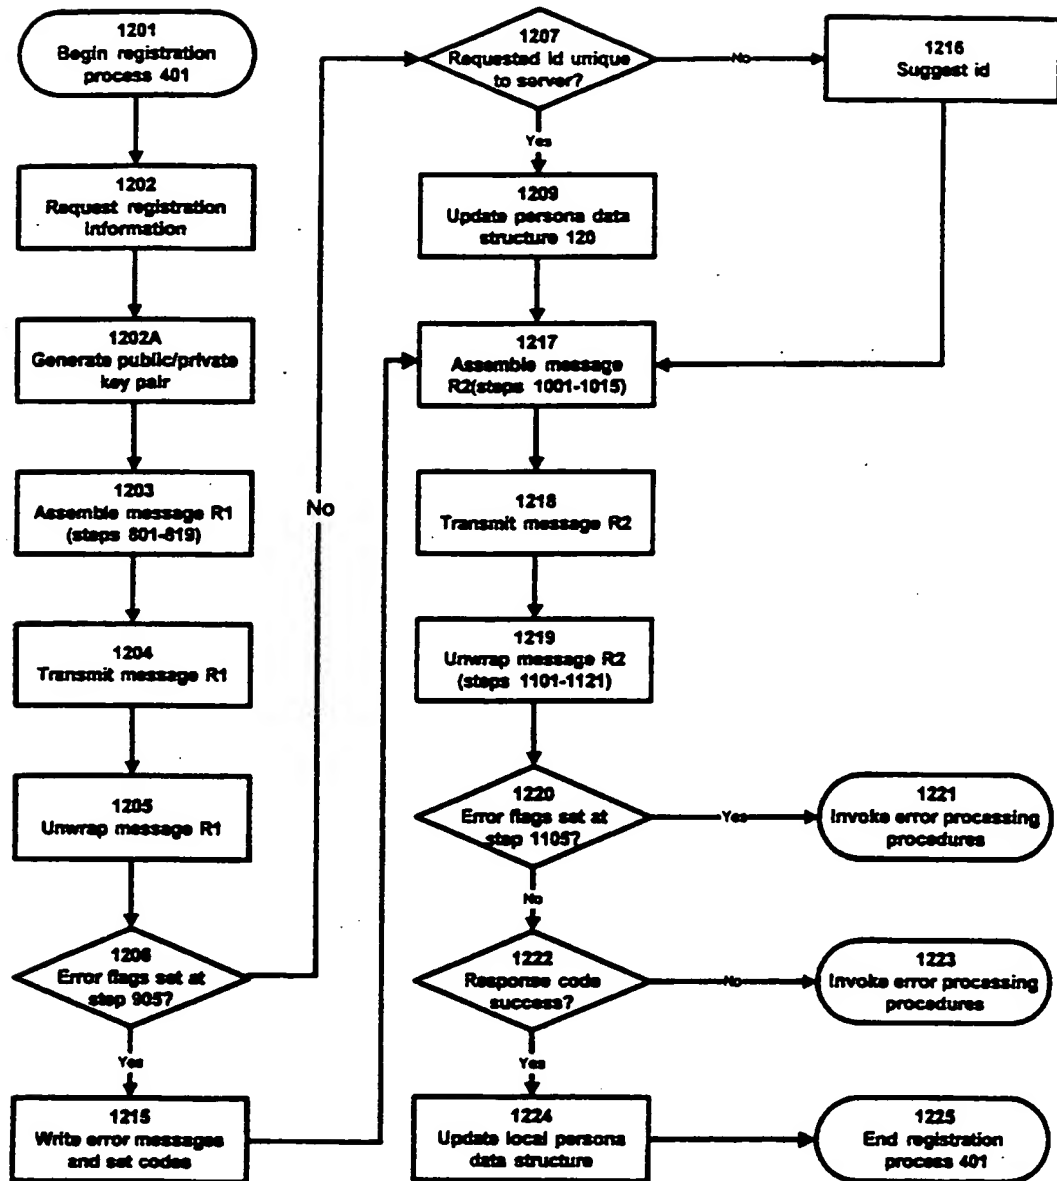 1201
Begin registration
process 401
1202
Request registration
information
1202A
Generate public/private
key pair
1203
Assemble message R1
(steps 801-819)
1204
Transmit message R1
1205
Unwrap message R1
1206
Error flags set at
step 905?
Yes
1215
Write error messages
and set codes
No
1207
Requested id unique
to server?
No
1216
Suggest id
Yes
1209
Update persona data
structure 120
1217
Assemble message
R2(steps 1001-1015)
1218
Transmit message R2
1219
Unwrap message R2
(steps 1101-1121)
1220
Error flags set at
step 1105?
Yes
1221
Invoke error processing
procedures
No
1222
Response code
success?
No
1223
Invoke error processing
procedures
Yes
1224
Update local persona
data structure
1225
End registration
process 401